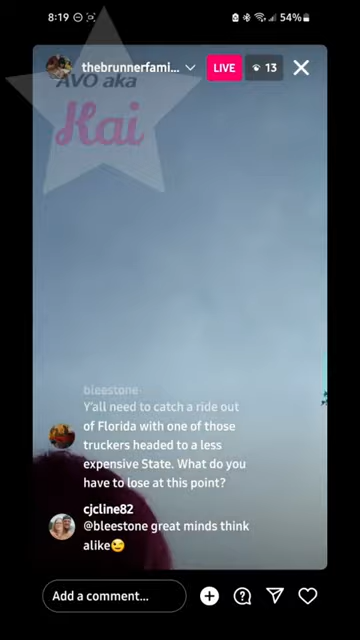 8:19
54%
thebrunnerfami...
LIVE
13
AVO aka
Kai
bleestone
Y'all need to catch a ride out
of Florida with one of those
truckers headed to a less
expensive State. What do you
have to lose at this point?
cjcline82
@bleestone great minds think
alike😉
Add a comment...